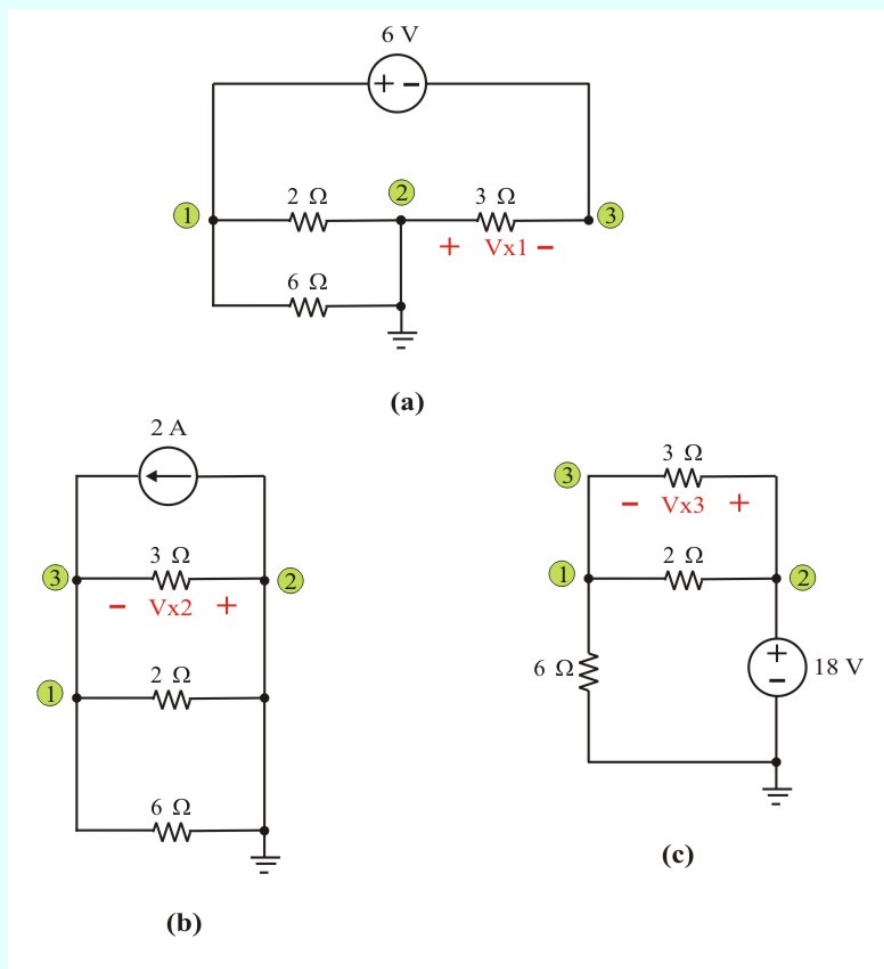 6 V
+ -
2 Ω 2 3 Ω
1 3
+ Vx1 -
6 Ω
(a)
2 A
3 Ω
3 2
- Vx2 +
2 Ω
1
6 Ω
(b)
3 Ω
3
- Vx3 +
2 Ω
1 2
6 Ω + - 18 V
(c)